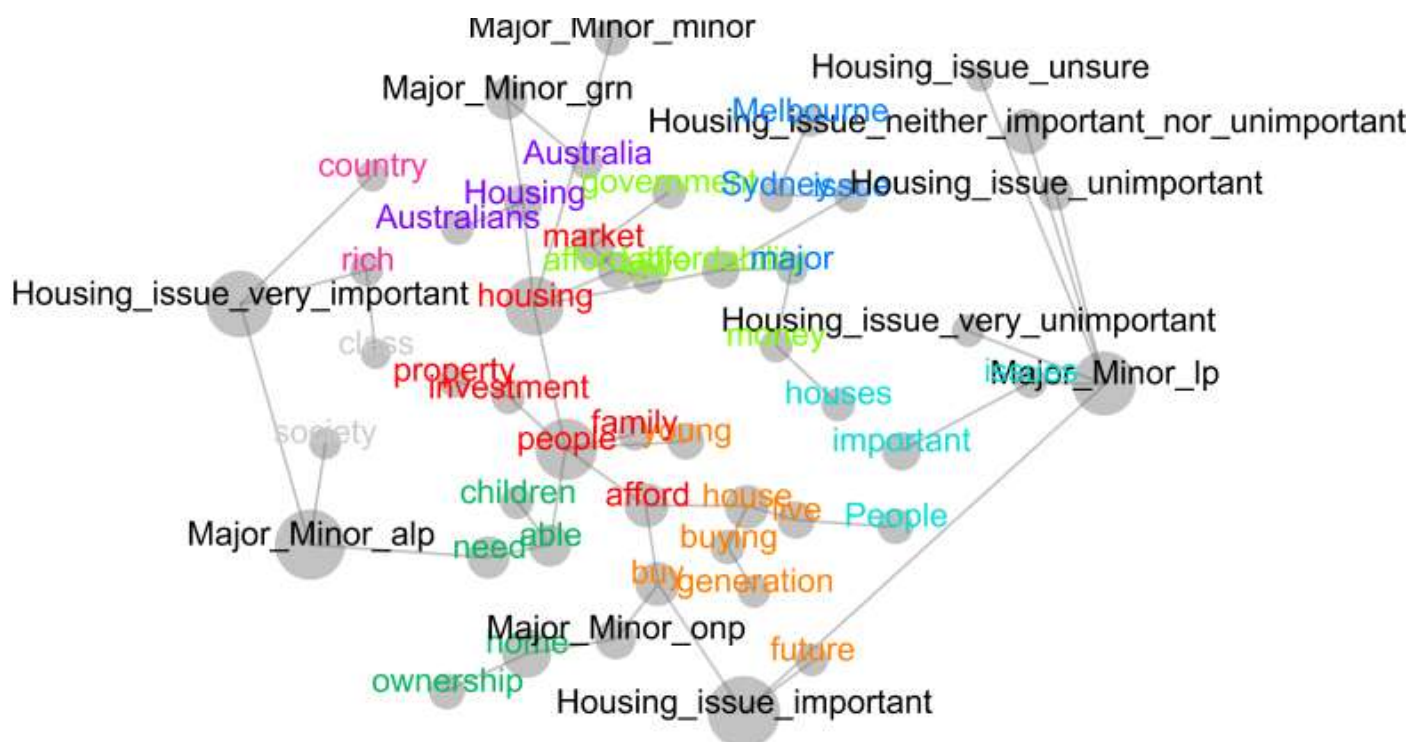 Major_Minor_minor
Housing_issue_unsure
Major_Minor_grn
Melbourne
Housing_issue_neither_important_nor_unimportant
Australia
country
government
Sydney
issue
Housing_issue_unimportant
Housing
Australians
market
rich
major
Housing_issue_very_important
housing
Housing_issue_very_unimportant
money
class
property
issues
Major_Minor_lp
investment
houses
family
young
society
people
important
children
afford
house
live
People
Major_Minor_alp
need
able
buying
buy
generation
Major_Minor_onp
home
future
ownership
Housing_issue_important